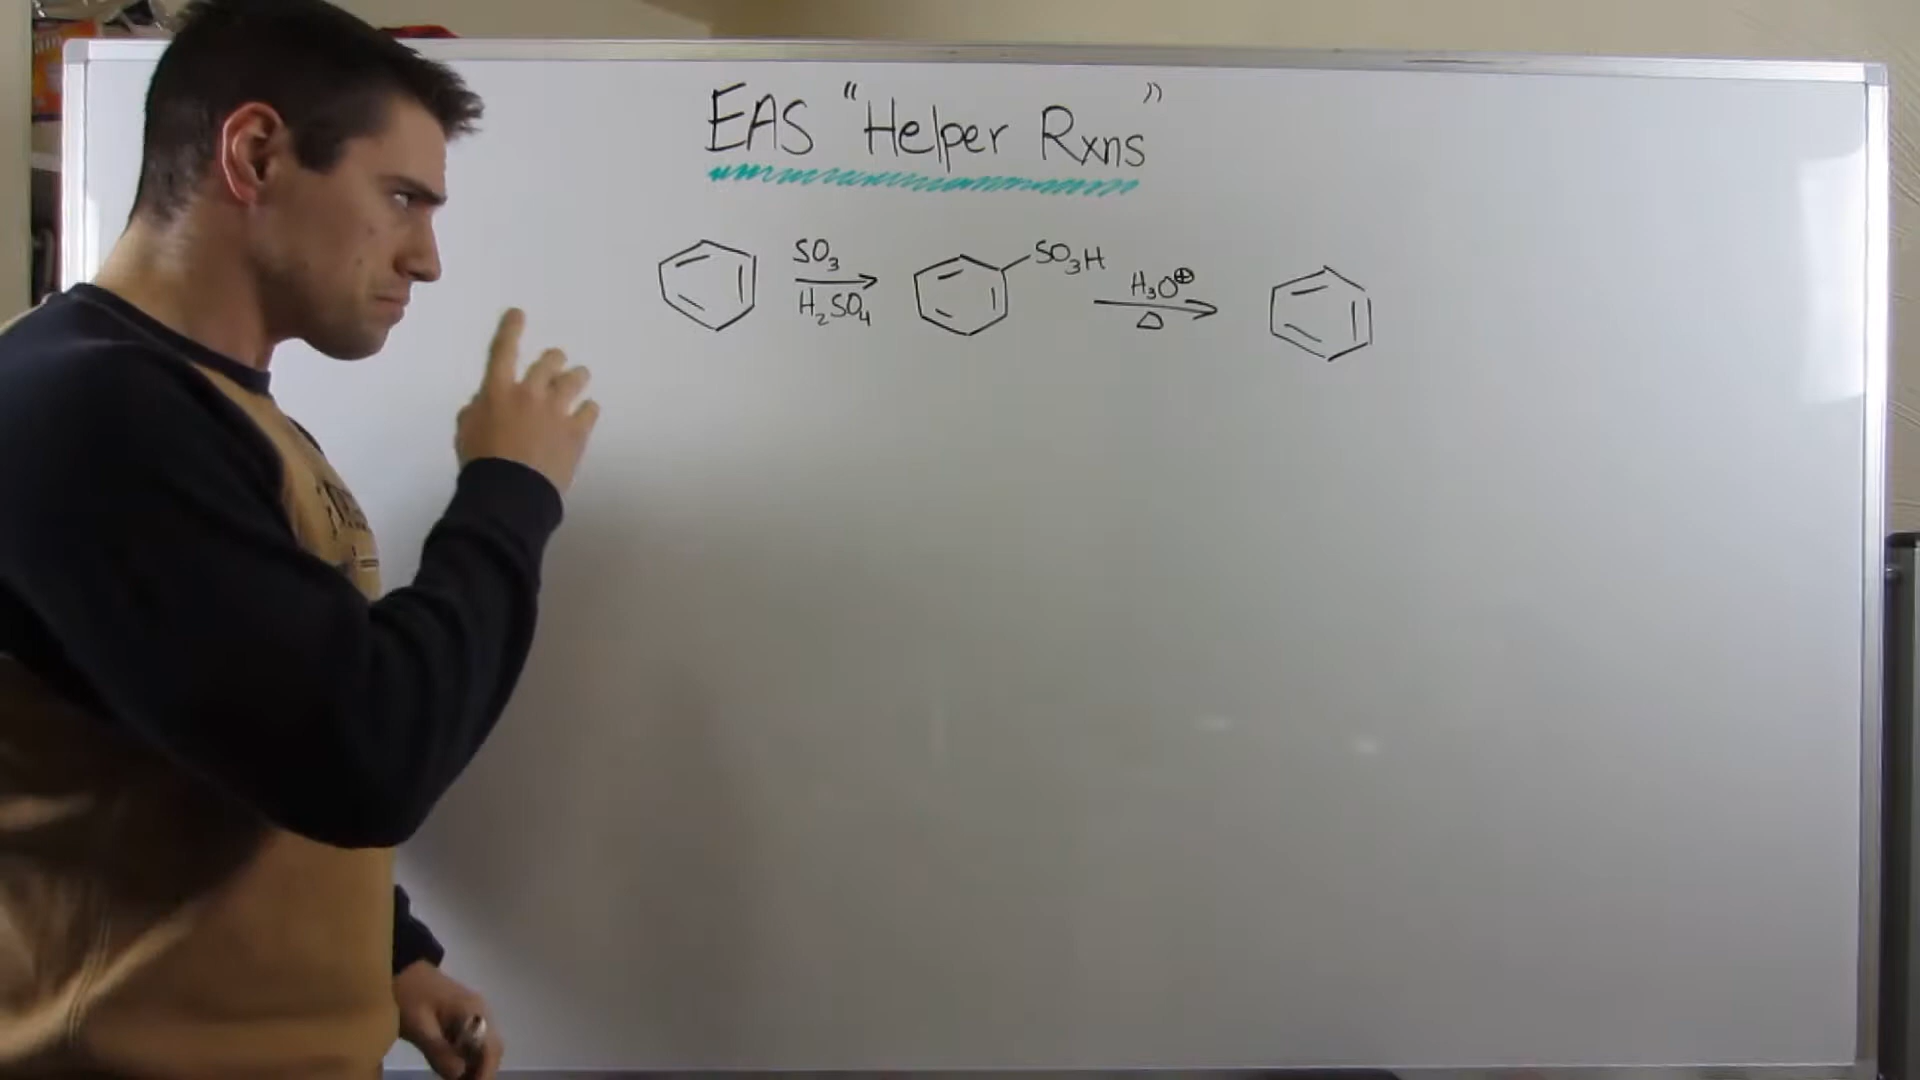 EAS "Helper Rxns"
SO₃
H₂SO₄
SO₃H
H₃O⊕
Δ